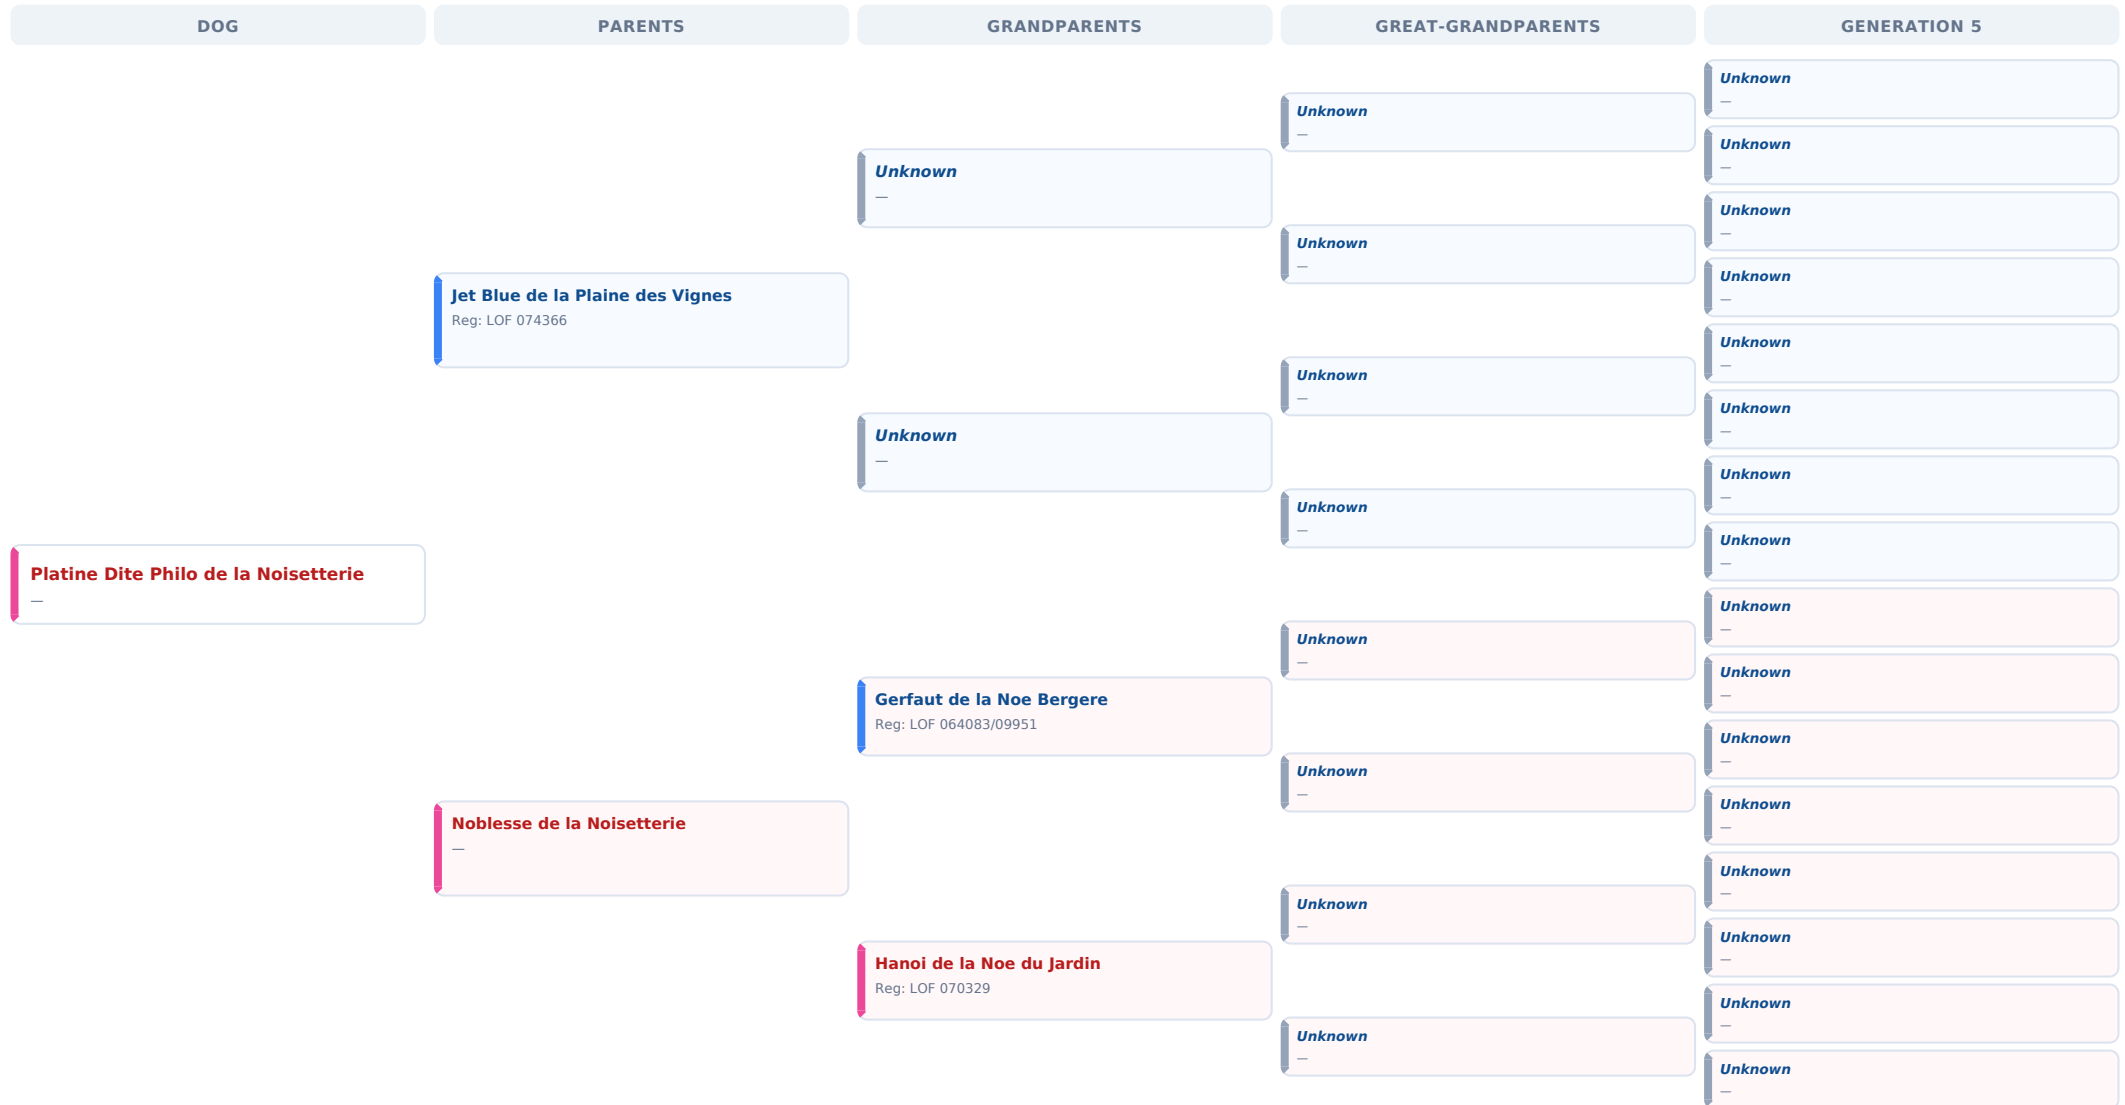 DOG
PARENTS
GRANDPARENTS
GREAT-GRANDPARENTS
GENERATION 5
Platine Dite Philo de la Noisetterie
—
Jet Blue de la Plaine des Vignes
Reg: LOF 074366
Noblesse de la Noisetterie
—
Unknown
—
Unknown
—
Gerfaut de la Noe Bergere
Reg: LOF 064083/09951
Hanoi de la Noe du Jardin
Reg: LOF 070329
Unknown
—
Unknown
—
Unknown
—
Unknown
—
Unknown
—
Unknown
—
Unknown
—
Unknown
—
Unknown
—
Unknown
—
Unknown
—
Unknown
—
Unknown
—
Unknown
—
Unknown
—
Unknown
—
Unknown
—
Unknown
—
Unknown
—
Unknown
—
Unknown
—
Unknown
—
Unknown
—
Unknown
—